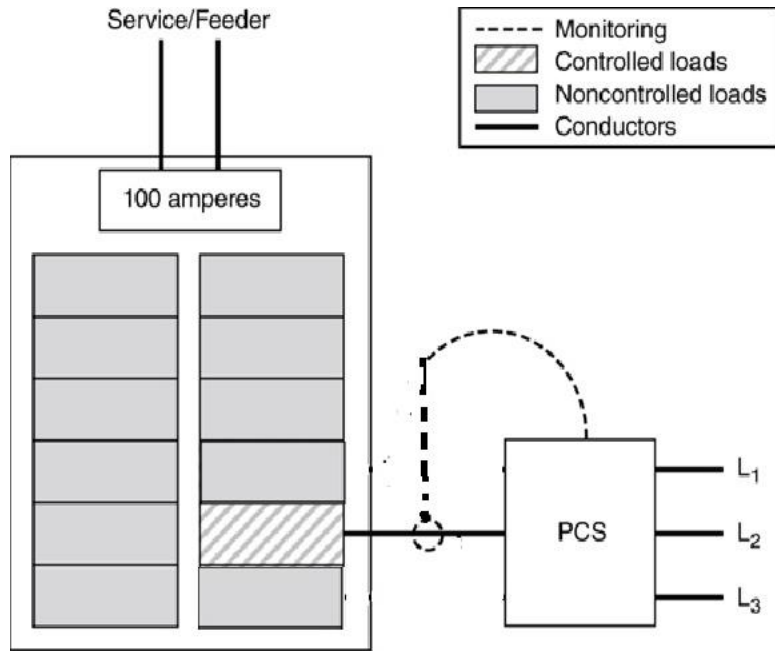 Service/Feeder
Monitoring
Controlled loads
Noncontrolled loads
Conductors
100 amperes
PCS
L1
L2
L3